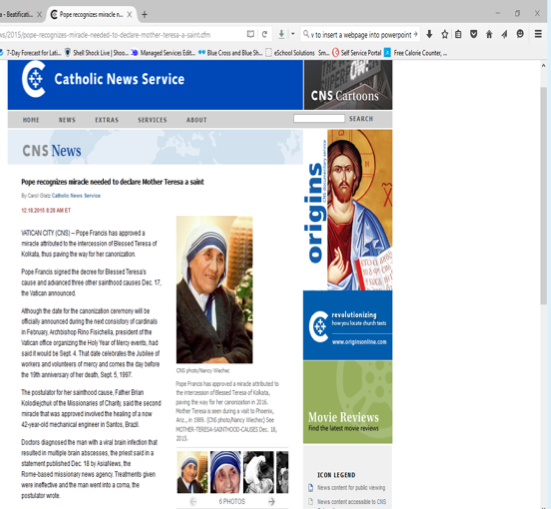 a - Beatificati...
Pope recognizes miracle n...
ws/2015/pope-recognizes-miracle-needed-to-declare-mother-teresa-a-saint.cfm
v to insert a webpage into powerpoint
7-Day Forecast for Lati...
Shell Shock Live | Shoo...
Managed Services Edit...
Blue Cross and Blue Sh...
eSchool Solutions Sm...
Self Service Portal
Free Calorie Counter, ...
Catholic News Service
CNS Cartoons
HOME NEWS EXTRAS SERVICES ABOUT
SEARCH
CNS News
Pope recognizes miracle needed to declare Mother Teresa a saint
By Carol Glatz Catholic News Service
12.18.2015 8:28 AM ET
VATICAN CITY (CNS) -- Pope Francis has approved a
miracle attributed to the intercession of Blessed Teresa of
Kolkata, thus paving the way for her canonization.
Pope Francis signed the decree for Blessed Teresa's
cause and advanced three other sainthood causes Dec. 17,
the Vatican announced.
Although the date for the canonization ceremony will be
officially announced during the next consistory of cardinals
in February, Archbishop Rino Fisichella, president of the
Vatican office organizing the Holy Year of Mercy events, had
said it would be Sept. 4. That date celebrates the Jubilee of
workers and volunteers of mercy and comes the day before
the 19th anniversary of her death, Sept. 5, 1997.
The postulator for her sainthood cause, Father Brian
Kolodiejchuk of the Missionaries of Charity, said the second
miracle that was approved involved the healing of a now
42-year-old mechanical engineer in Santos, Brazil.
Doctors diagnosed the man with a viral brain infection that
resulted in multiple brain abscesses, the priest said in a
statement published Dec. 18 by AsiaNews, the
Rome-based missionary news agency. Treatments given
were ineffective and the man went into a coma, the
postulator wrote.
CNS photo/Nancy Wiechec
Pope Francis has approved a miracle attributed to
the intercession of Blessed Teresa of Kolkata,
paving the way for her canonization in 2016.
Mother Teresa is seen during a visit to Phoenix,
Ariz., in 1989. (CNS photo/Nancy Wiechec) See
MOTHER-TERESA-SAINTHOOD-CAUSES Dec. 18,
2015.
6 PHOTOS
origins
CNS documentary service
revolutionizing
how you locate church texts
www.originsonline.com
Movie Reviews
Find the latest movie reviews
ICON LEGEND
News content for public viewing
News content accessible to CNS